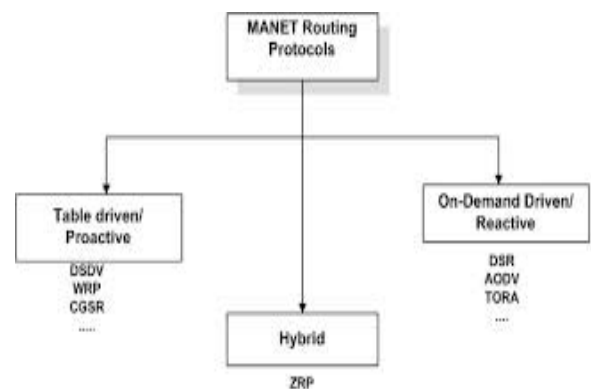 MANET Routing
Protocols
Table driven/
Proactive
DSDV
WRP
CGSR
.....
On-Demand Driven/
Reactive
DSR
AODV
TORA
....
Hybrid
ZRP